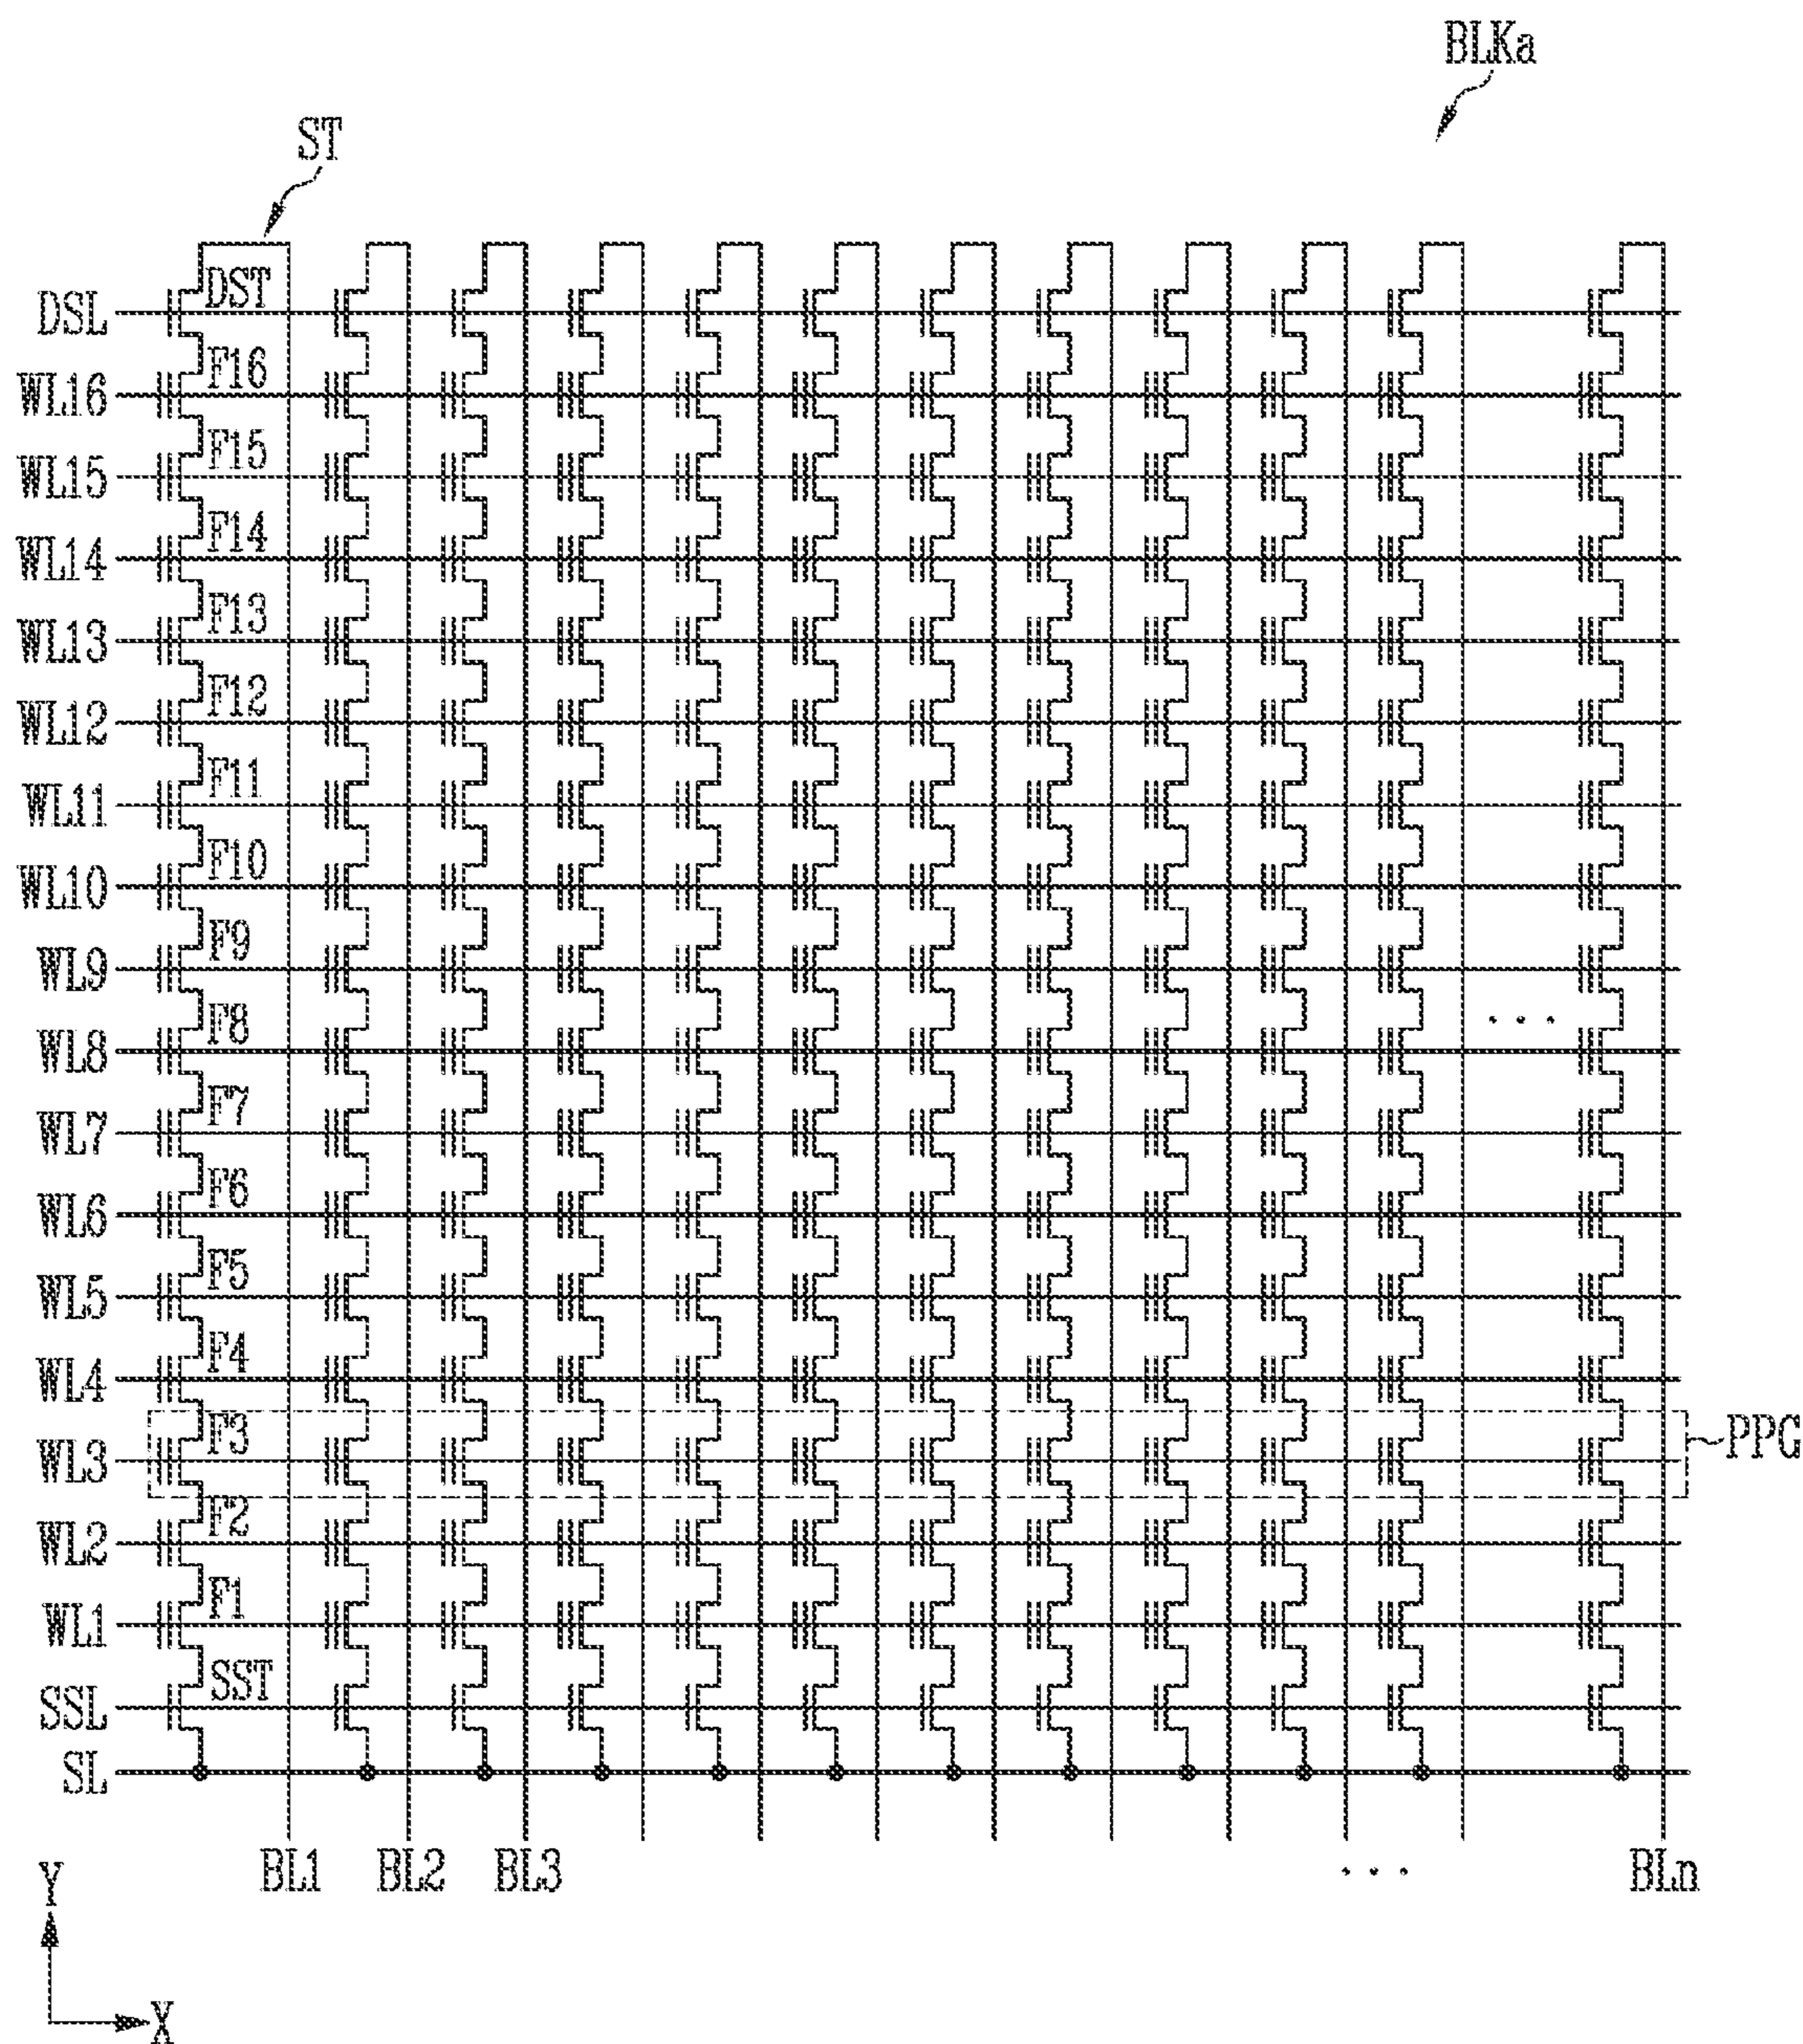 BLKa
ST
DST
DSL
F16
WL16
F15
WL15
F14
WL14
F13
WL13
F12
WL12
F11
WL11
F10
WL10
F9
WL9
F8
WL8
...
F7
WL7
F6
WL6
F5
WL5
F4
WL4
F3
WL3
PPG
F2
WL2
F1
WL1
SST
SSL
SL
BL1 BL2 BL3 ... BLn
Y
X